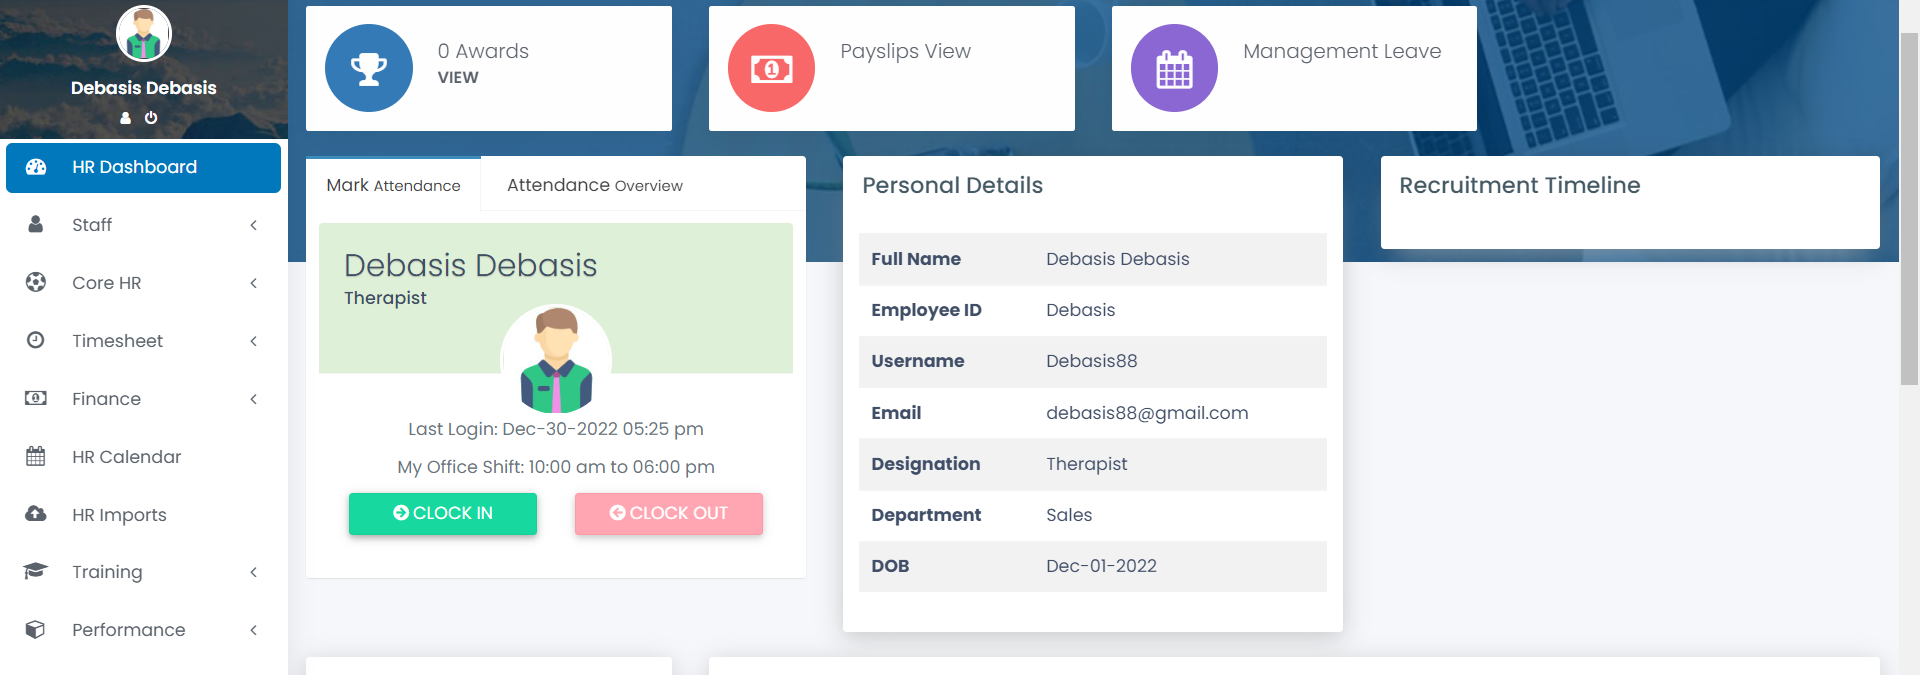 Debasis Debasis
HR Dashboard
Staff
Core HR
Timesheet
Finance
HR Calendar
HR Imports
Training
Performance
0 Awards
VIEW
Payslips View
Management Leave
Mark Attendance
Attendance Overview
Debasis Debasis
Therapist
Last Login: Dec-30-2022 05:25 pm
My Office Shift: 10:00 am to 06:00 pm
CLOCK IN
CLOCK OUT
Personal Details
Full Name Debasis Debasis
Employee ID Debasis
Username Debasis88
Email debasis88@gmail.com
Designation Therapist
Department Sales
DOB Dec-01-2022
Recruitment Timeline